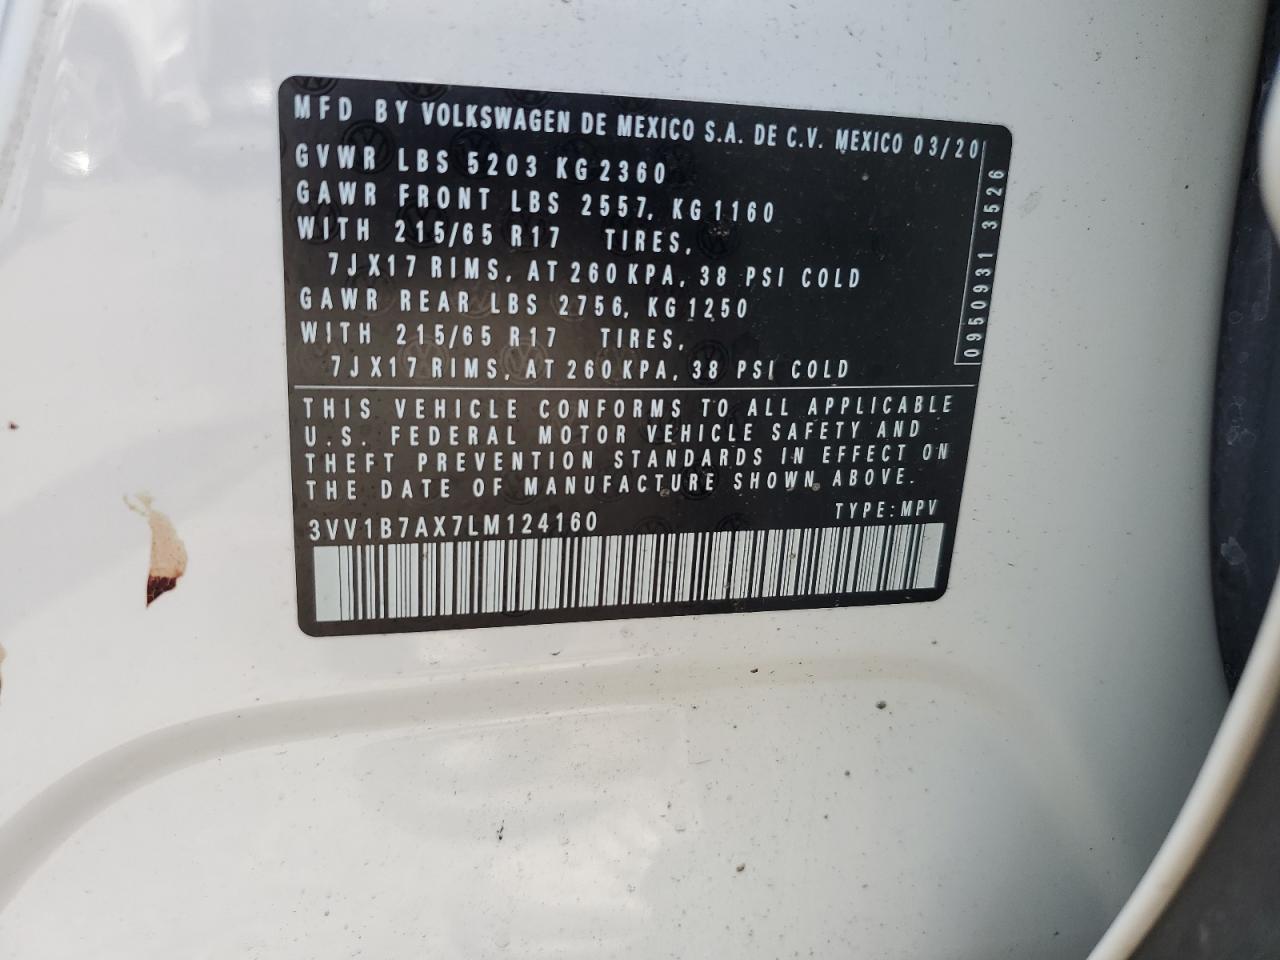 MFD BY VOLKSWAGEN DE MEXICO S.A. DE C.V. MEXICO 03/20
GVWR LBS 5203 KG 2360
GAWR FRONT LBS 2557, KG 1160
WITH 215/65 R17 TIRES,
7JX17 RIMS, AT 260 KPA, 38 PSI COLD
GAWR REAR LBS 2756, KG 1250
WITH 215/65 R17 TIRES,
7JX17 RIMS, AT 260 KPA, 38 PSI COLD
0950931 3526
THIS VEHICLE CONFORMS TO ALL APPLICABLE
U.S. FEDERAL MOTOR VEHICLE SAFETY AND
THEFT PREVENTION STANDARDS IN EFFECT ON
THE DATE OF MANUFACTURE SHOWN ABOVE.
3VV1B7AX7LM124160 TYPE: MPV